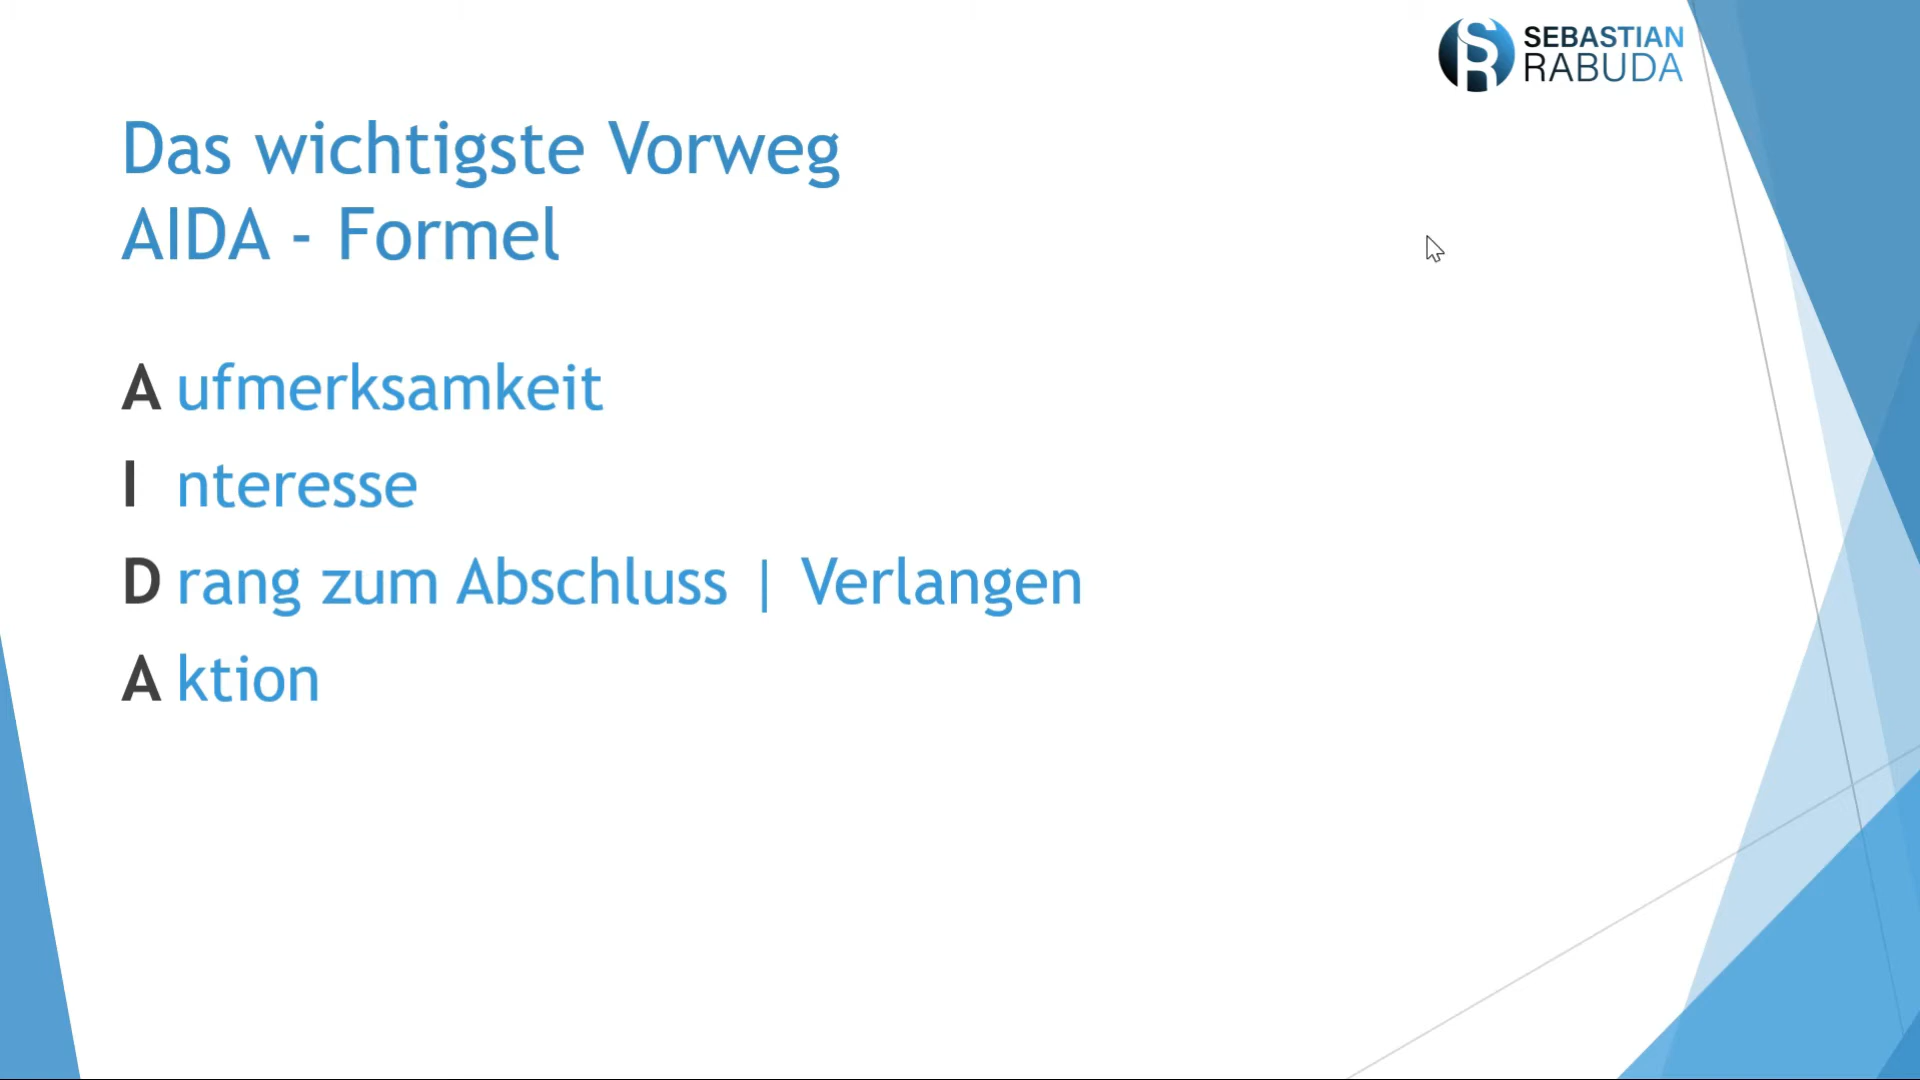 SEBASTIAN
RABUDA
Das wichtigste Vorweg
AIDA - Formel
A ufmerksamkeit
I nteresse
D rang zum Abschluss | Verlangen
A ktion